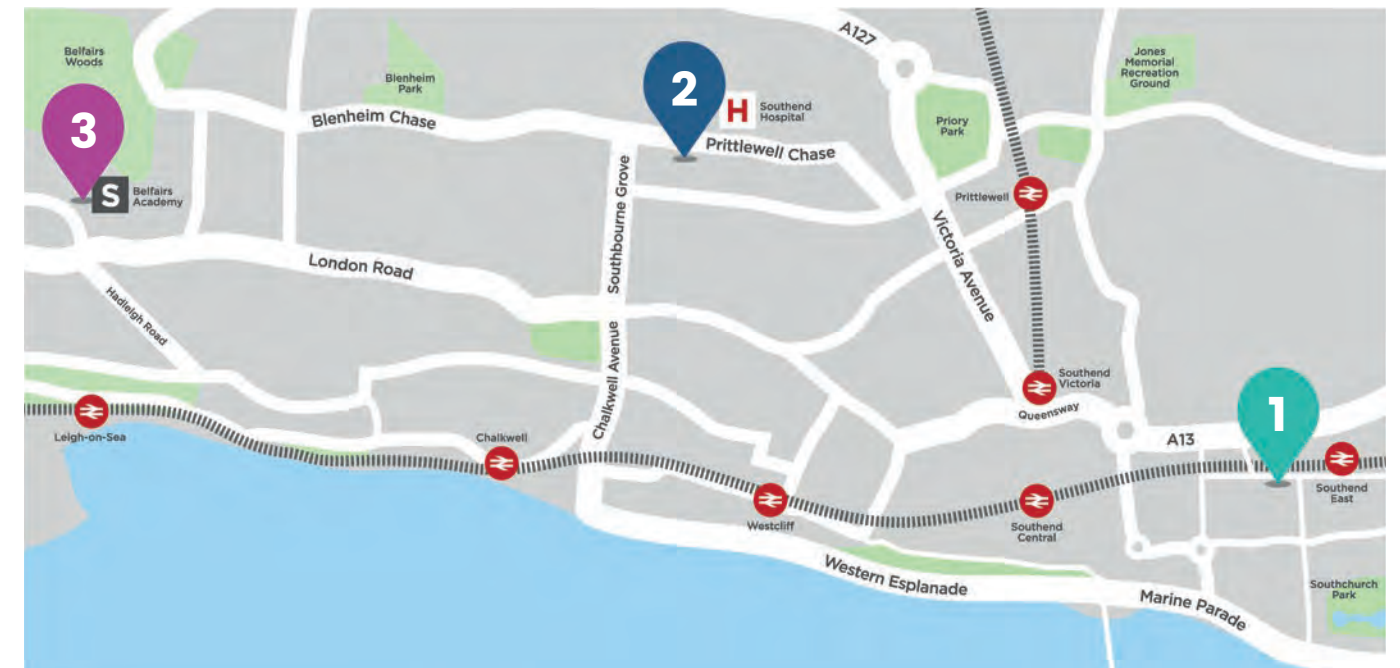 Belfairs
Woods
3
S
Belfairs
Academy
Blenheim
Park
Blenheim Chase
2
H
Southend
Hospital
Prittlewell Chase
A127
Priory
Park
Jones
Memorial
Recreation
Ground
Prittlewell
Southbourne Grove
Victoria Avenue
London Road
Hadleigh Road
Chalkwell Avenue
Southend
Victoria
Queensway
1
A13
Leigh-on-Sea
Chalkwell
Westcliff
Southend
Central
Southend
East
Western Esplanade
Marine Parade
Southchurch
Park